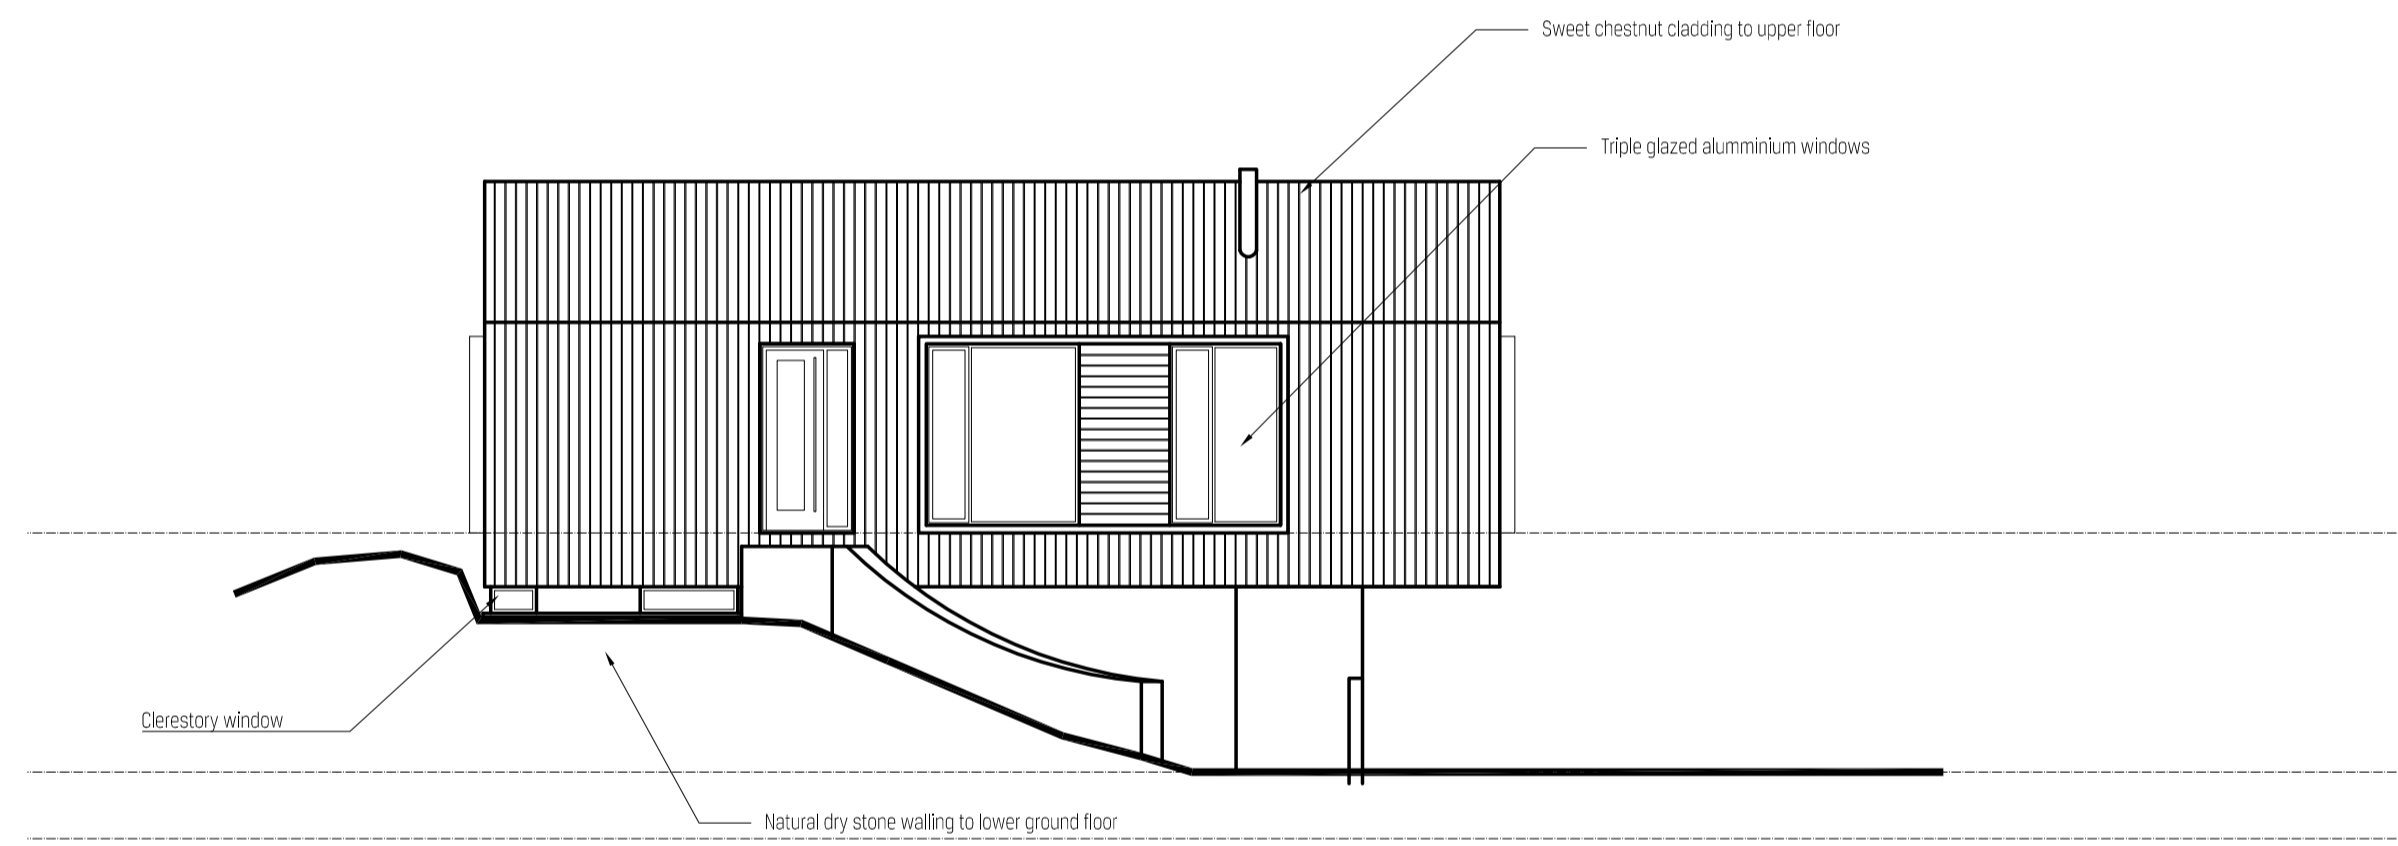 Sweet chestnut cladding to upper floor
Triple glazed alumminium windows
Clerestory window
Natural dry stone walling to lower ground floor